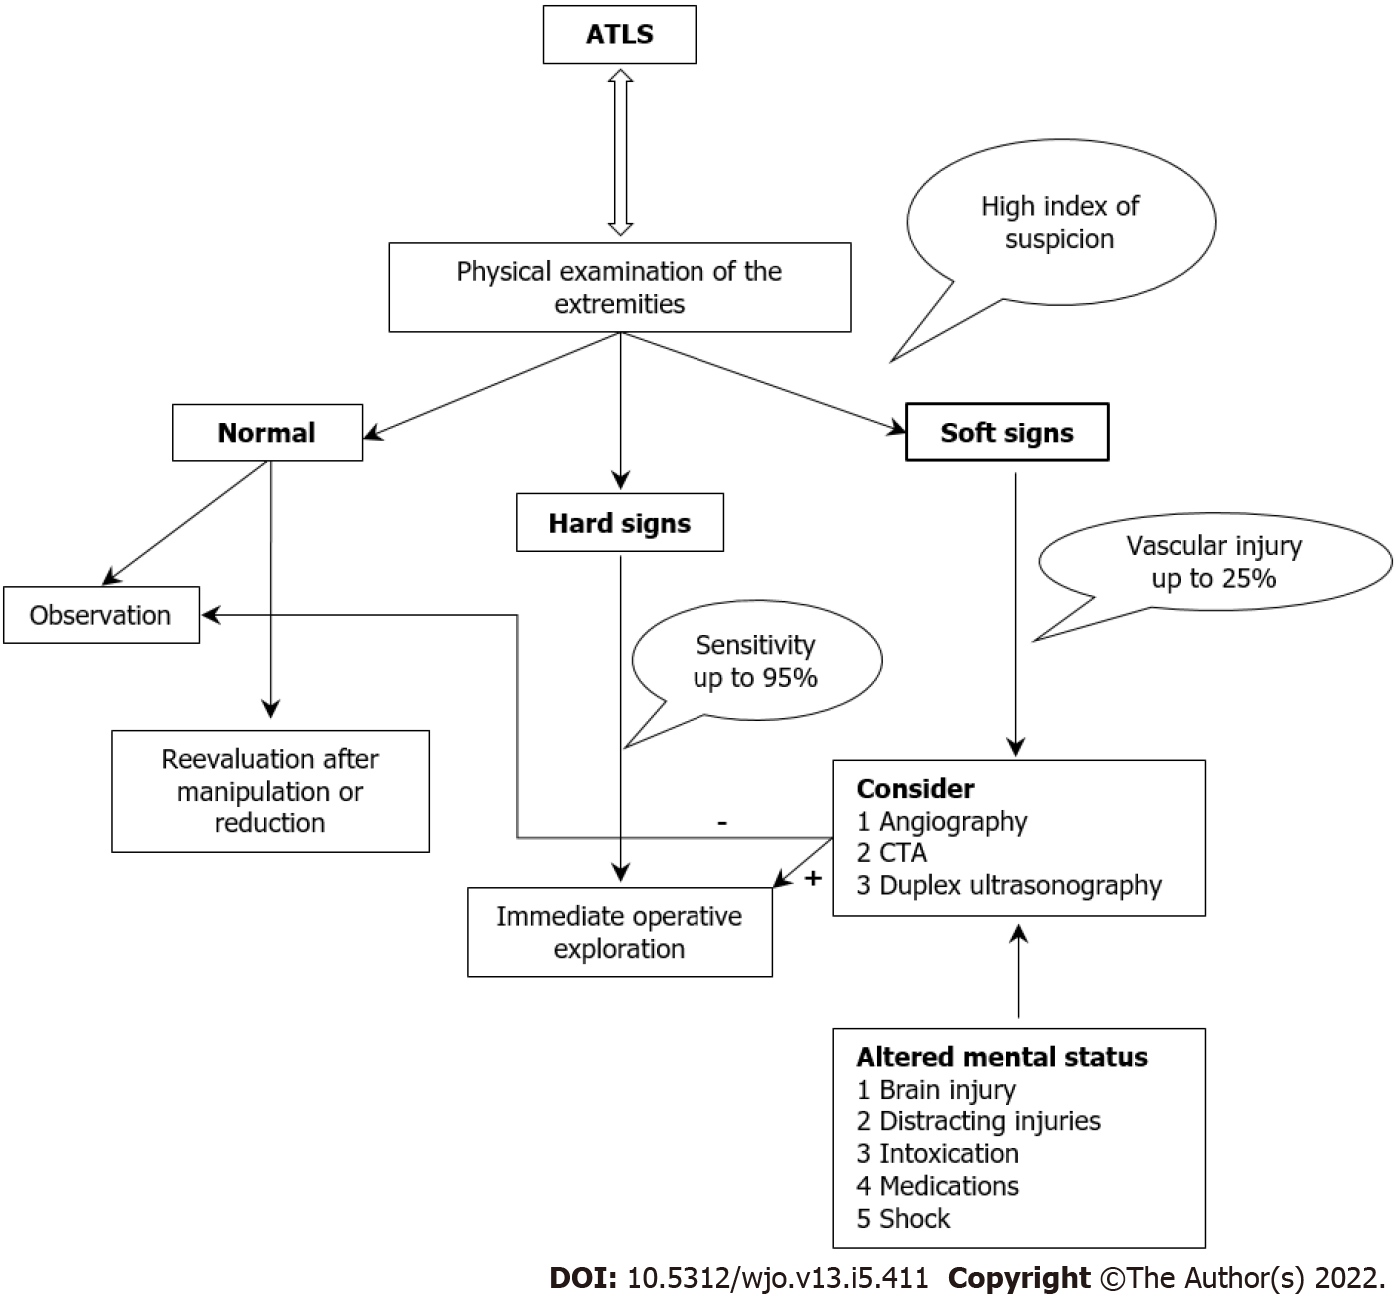 ATLS
High index of
suspicion
Physical examination of the
extremities
Normal
Soft signs
Hard signs
Vascular injury
up to 25%
Observation
Sensitivity
up to 95%
Reevaluation after
manipulation or
reduction
Consider
1 Angiography
2 CTA
3 Duplex ultrasonography
-
+
Immediate operative
exploration
Altered mental status
1 Brain injury
2 Distracting injuries
3 Intoxication
4 Medications
5 Shock
DOI: 10.5312/wjo.v13.i5.411 Copyright ©The Author(s) 2022.